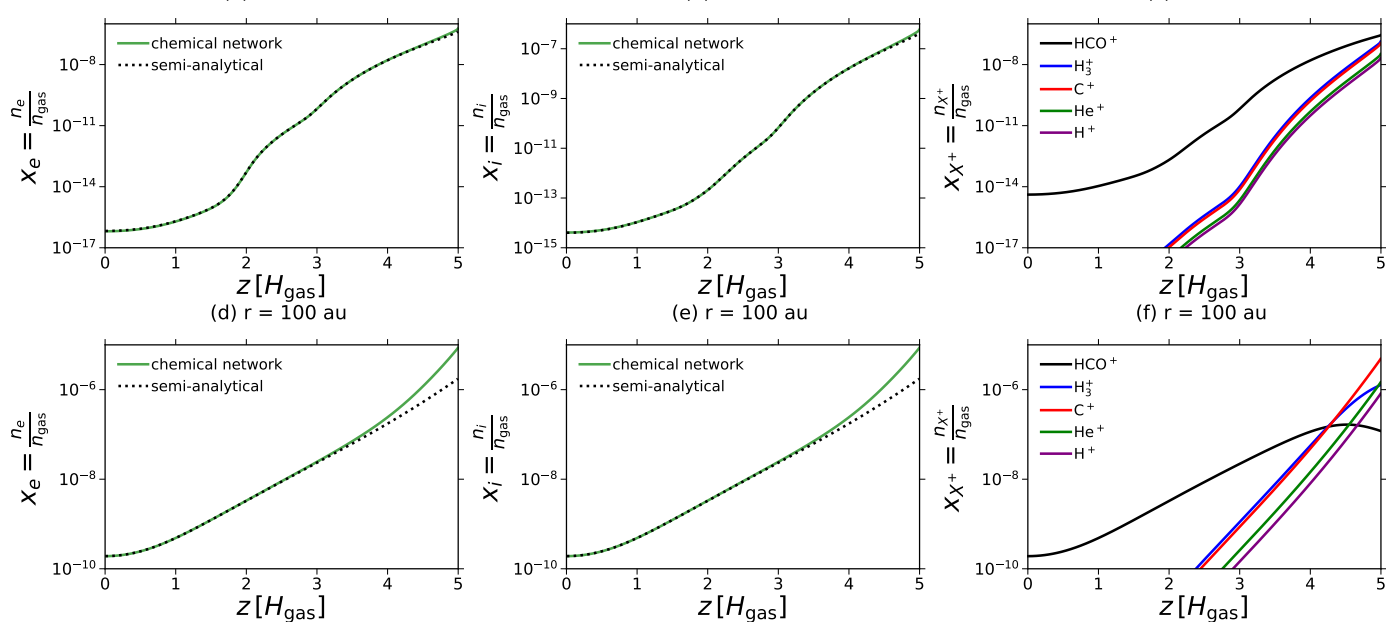 chemical network
semi-analytical
10⁻⁸
10⁻¹¹
10⁻¹⁴
10⁻¹⁷
x_e = n_e / n_gas
0 1 2 3 4 5
z [H_gas]
chemical network
semi-analytical
10⁻⁷
10⁻⁹
10⁻¹¹
10⁻¹³
10⁻¹⁵
x_i = n_i / n_gas
0 1 2 3 4 5
z [H_gas]
HCO⁺
H₃⁺
C⁺
He⁺
H⁺
10⁻⁸
10⁻¹¹
10⁻¹⁴
10⁻¹⁷
x_X⁺ = n_X⁺ / n_gas
0 1 2 3 4 5
z [H_gas]
(d) r = 100 au
chemical network
semi-analytical
10⁻⁶
10⁻⁸
10⁻¹⁰
x_e = n_e / n_gas
0 1 2 3 4 5
z [H_gas]
(e) r = 100 au
chemical network
semi-analytical
10⁻⁶
10⁻⁸
10⁻¹⁰
x_i = n_i / n_gas
0 1 2 3 4 5
z [H_gas]
(f) r = 100 au
HCO⁺
H₃⁺
C⁺
He⁺
H⁺
10⁻⁶
10⁻⁸
10⁻¹⁰
x_X⁺ = n_X⁺ / n_gas
0 1 2 3 4 5
z [H_gas]